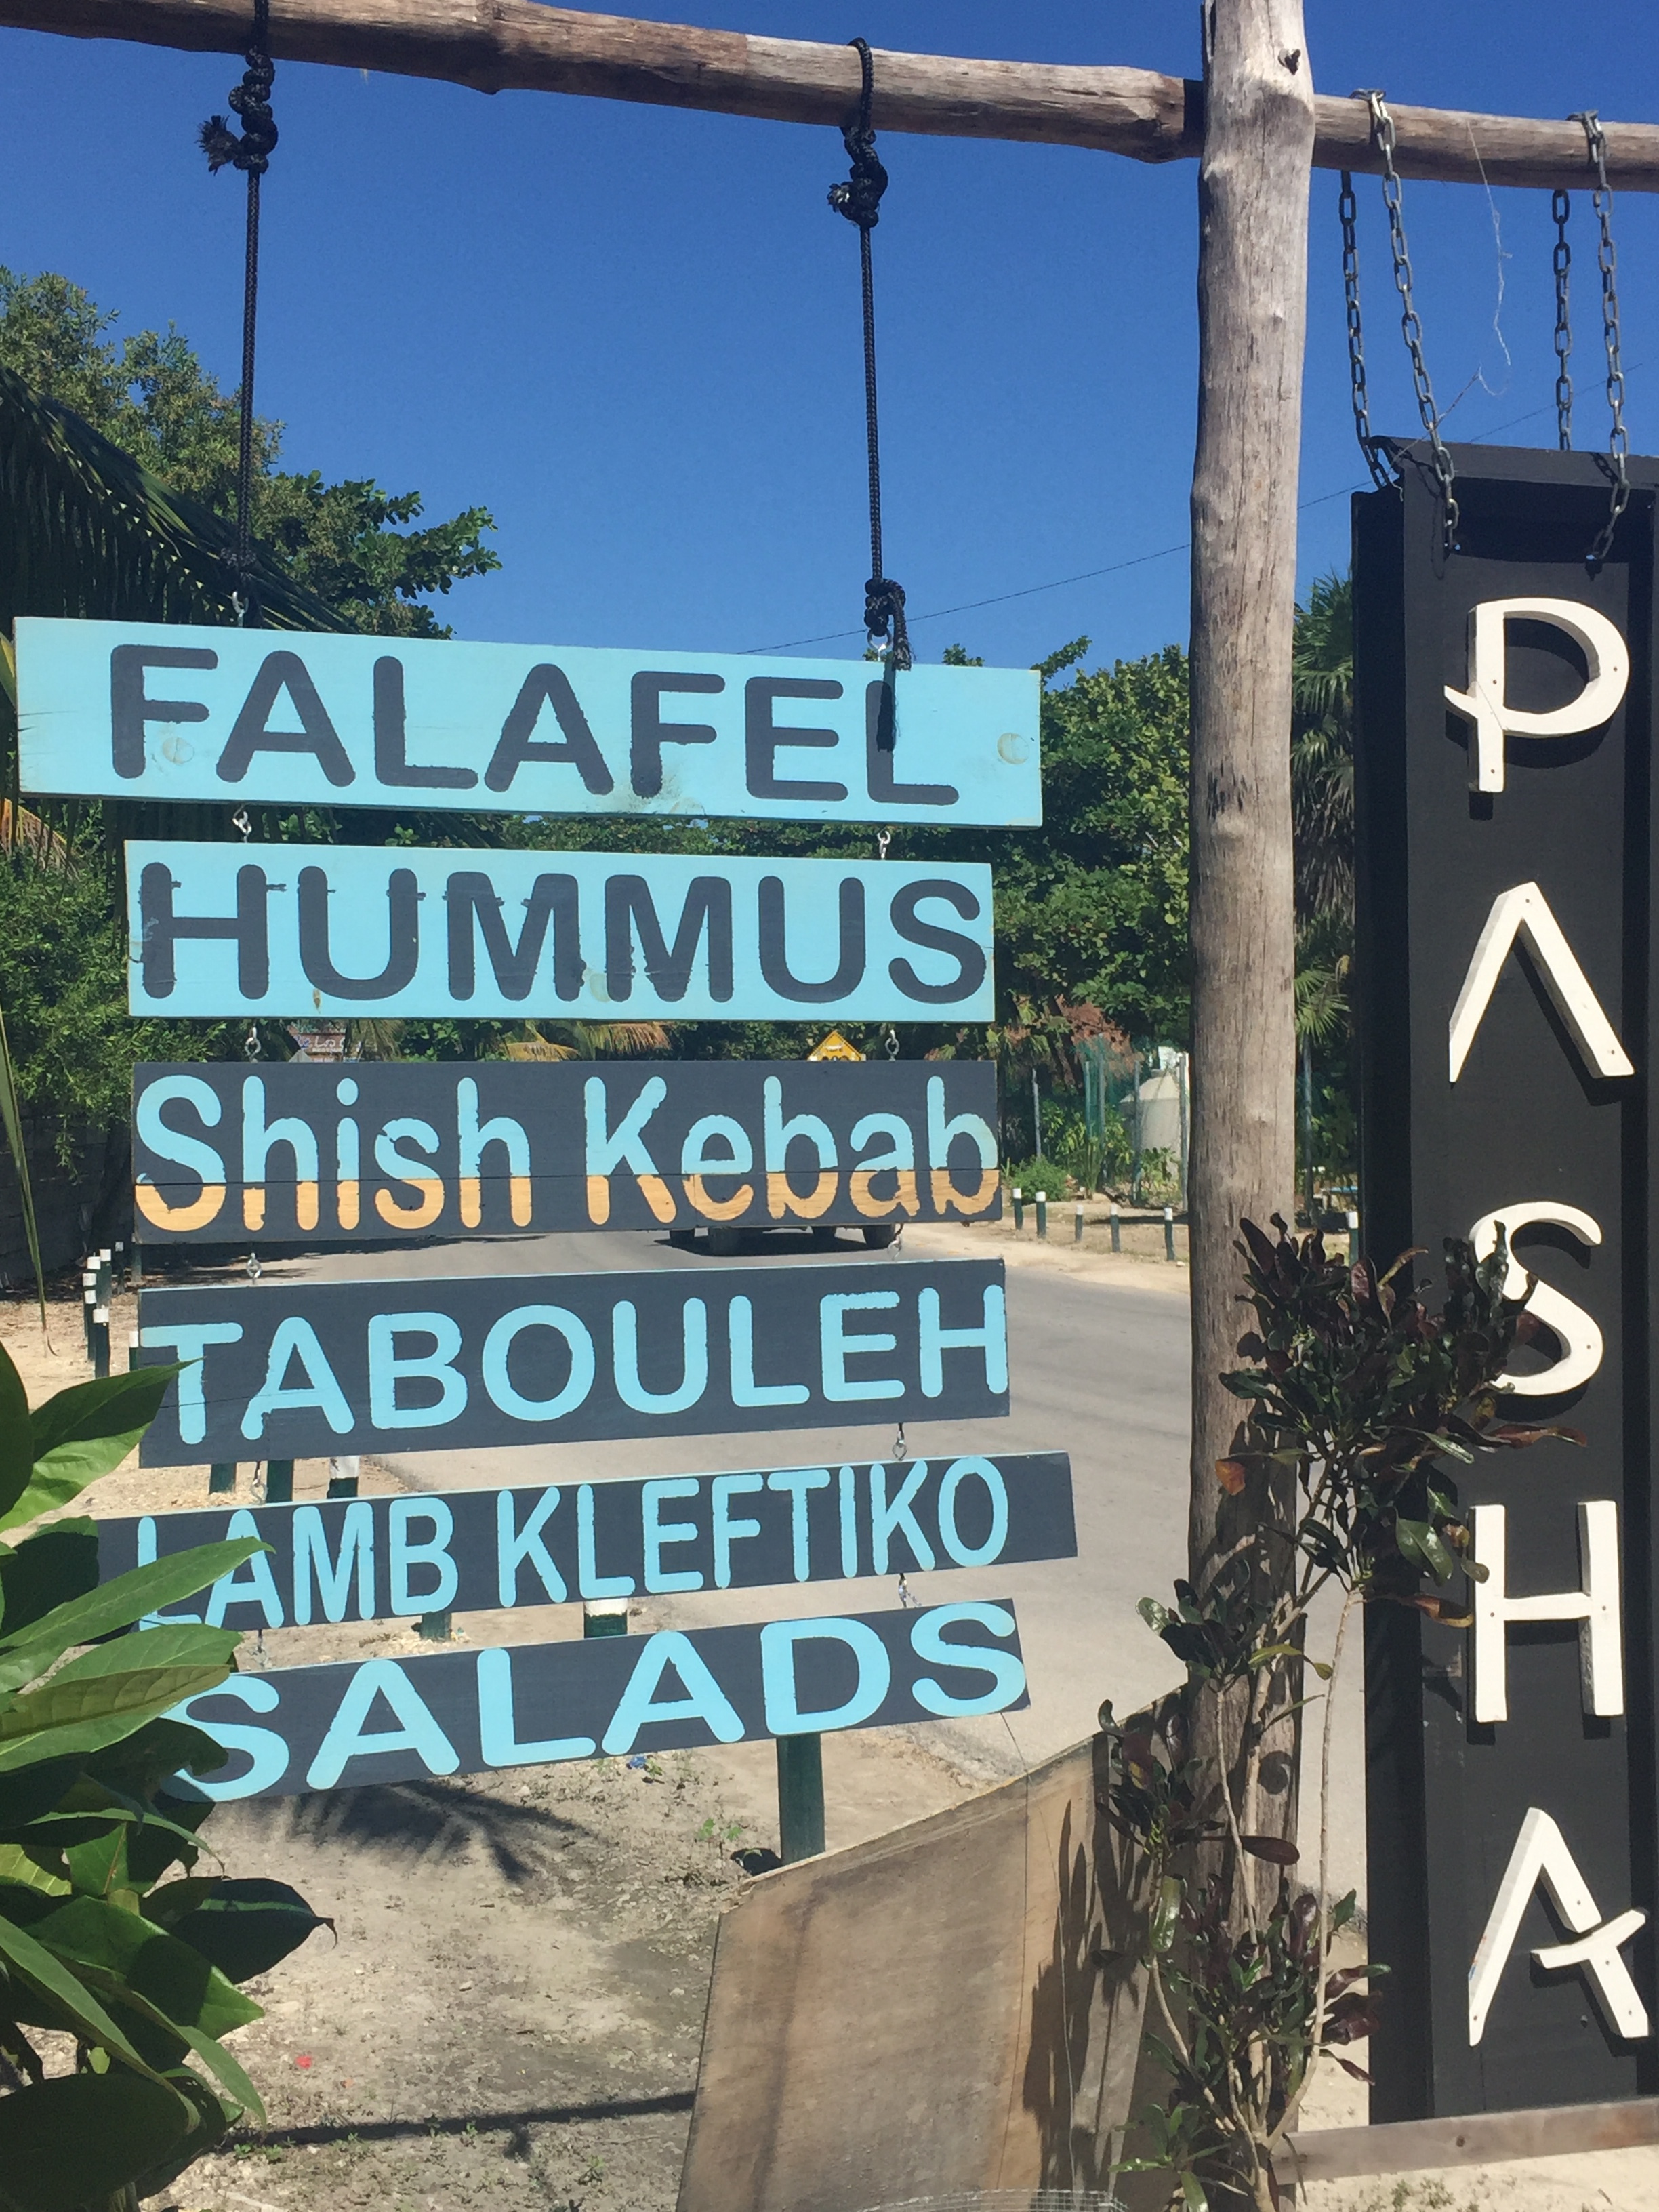 FALAFEL
HUMMUS
Shish Kebab
TABOULEH
LAMB KLEFTIKO
SALADS
PASHA